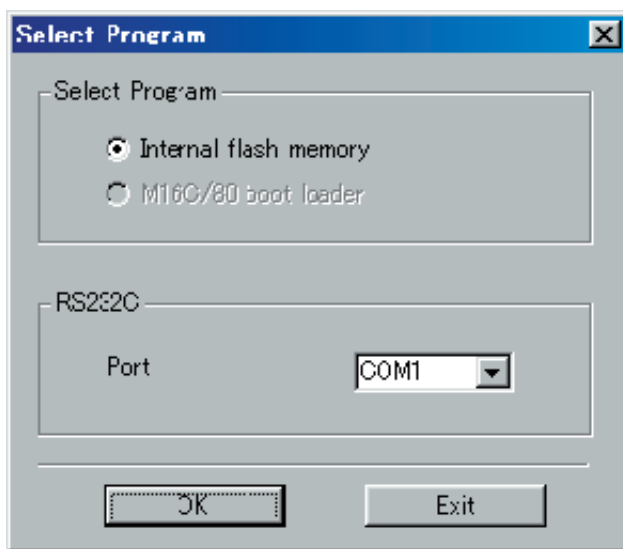 Select Program
Select Program
Internal flash memory
M16C/80 boot loader
RS232C
Port
COM1
OK
Exit